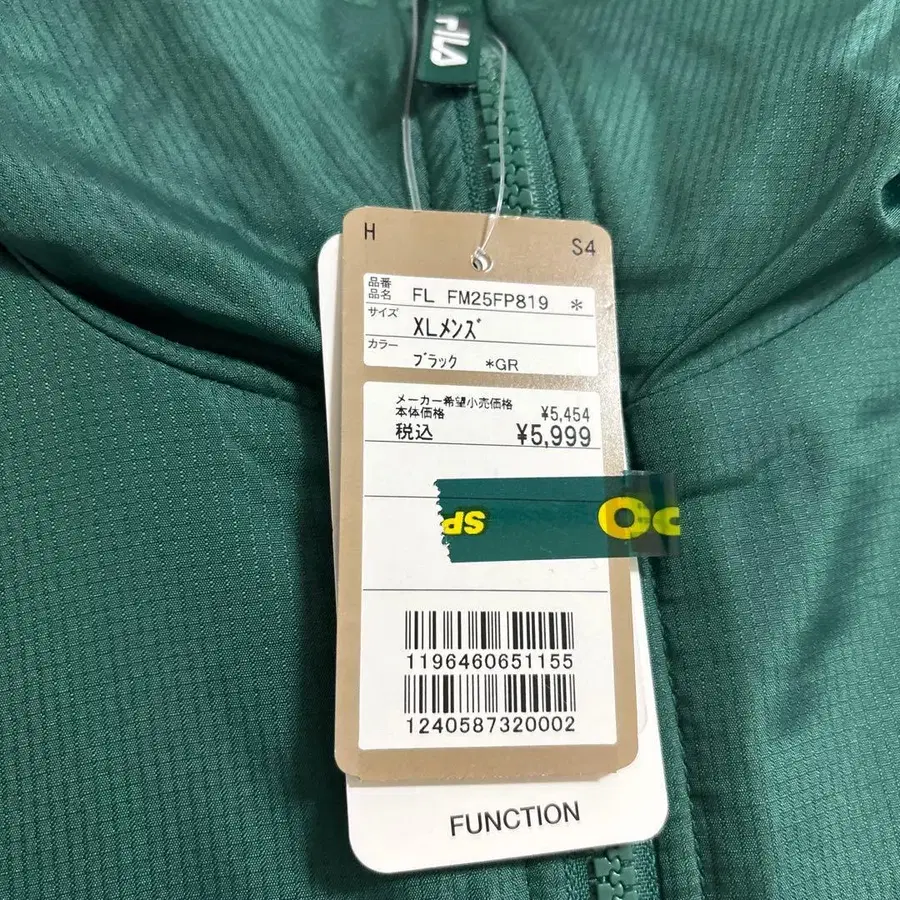 FILA
H
S4
品番
品名 FL FM25FP819 *
サイズ XLメンズ
カラー ブラック *GR
メーカー希望小売価格
本体価格 ¥5,454
税込 ¥5,999
SP
1196460651155
1240587320002
FUNCTION